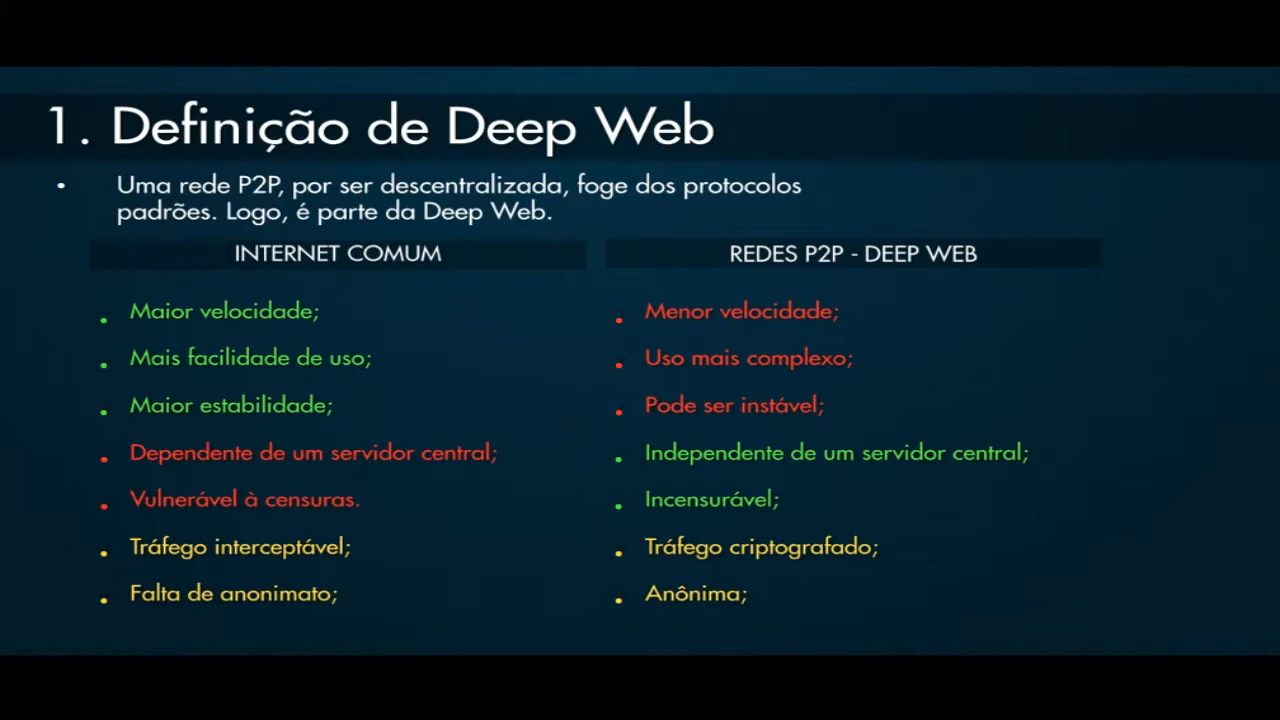 1. Definição de Deep Web
• Uma rede P2P, por ser descentralizada, foge dos protocolos
padrões. Logo, é parte da Deep Web.
INTERNET COMUM
• Maior velocidade;
• Mais facilidade de uso;
• Maior estabilidade;
• Dependente de um servidor central;
• Vulnerável à censuras.
• Tráfego interceptável;
• Falta de anonimato;
REDES P2P - DEEP WEB
• Menor velocidade;
• Uso mais complexo;
• Pode ser instável;
• Independente de um servidor central;
• Incensurável;
• Tráfego criptografado;
• Anônima;